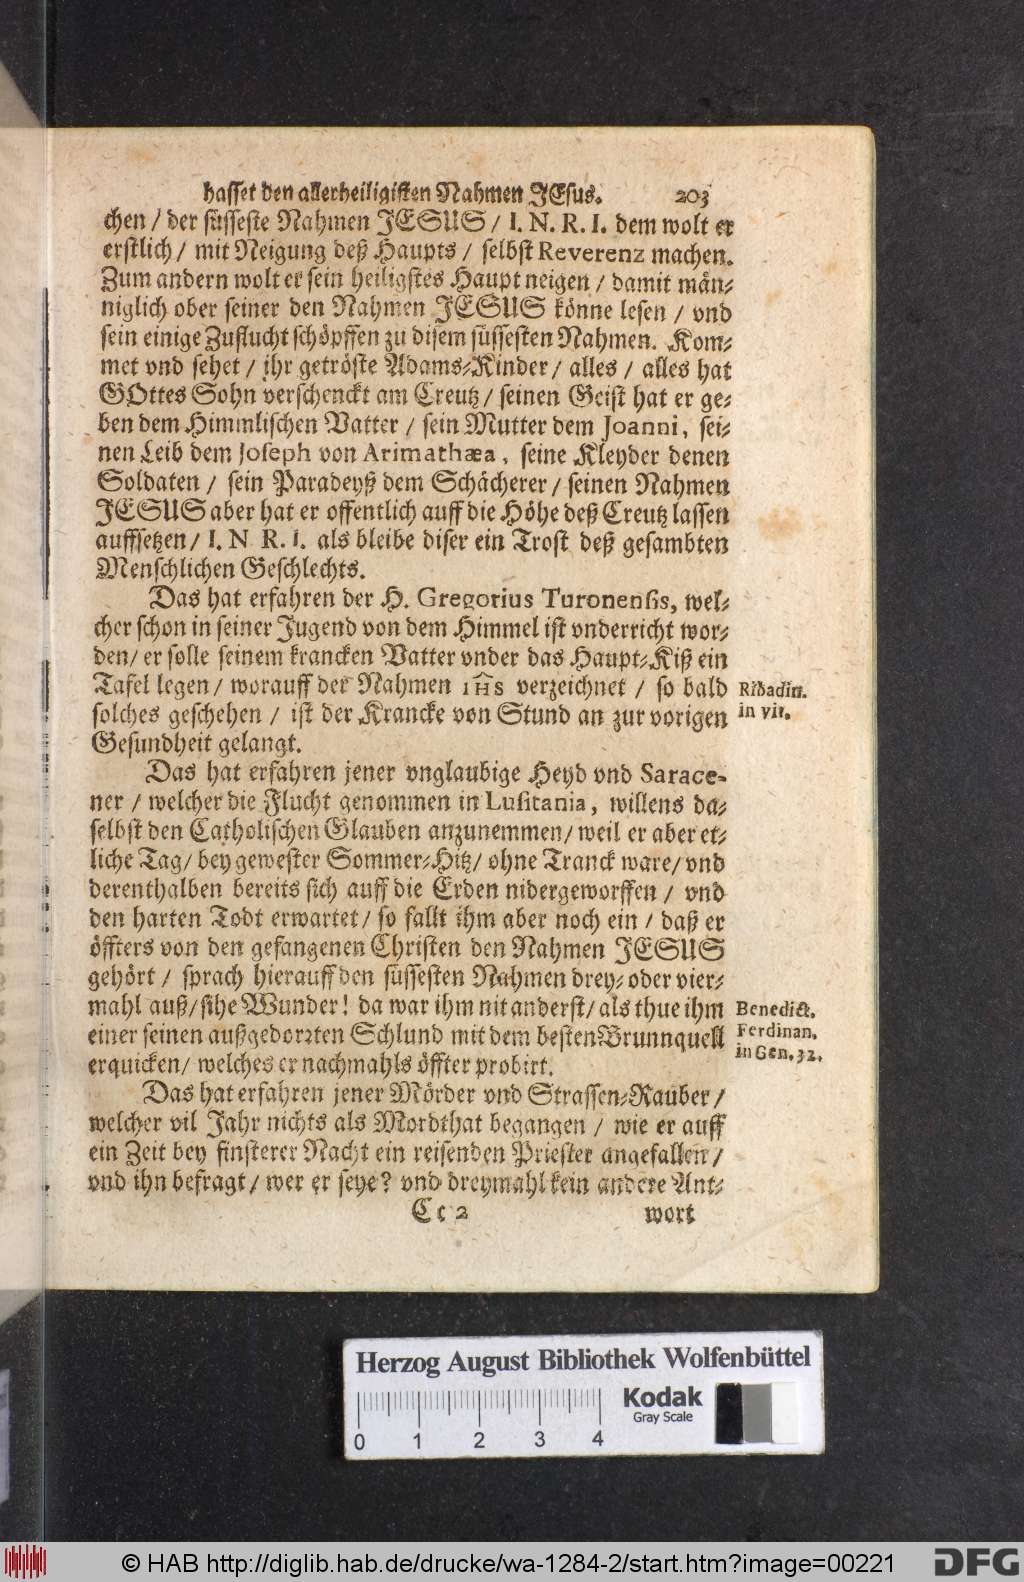 hasset den allerheiligisten Nahmen JEsus. 203
chen / der süsseste Nahmen JESUS / I. N. R. I. dem wolt er
erstlich / mit Neigung deß Haupts / selbst Reverenz machen.
Zum andern wolt er sein heiligstes Haupt neigen / damit män-
niglich ober seiner den Nahmen JESUS könne lesen / vnd
sein einige Zuflucht schöpffen zu disem süssesten Nahmen. Kom-
met vnd sehet / ihr getröste Adams-Kinder / alles / alles hat
GOttes Sohn verschenckt am Creutz / seinen Geist hat er ge-
ben dem Himmlischen Vatter / sein Mutter dem Joanni, sei-
nen Leib dem Joseph von Arimathæa, seine Kleyder denen
Soldaten / sein Paradeyß dem Schächerer / seinen Nahmen
JESUS aber hat er offentlich auff die Höhe deß Creutz lassen
auffsetzen / I. N R. I. als bleibe diser ein Trost deß gesambten
Menschlichen Geschlechts.
Das hat erfahren der H. Gregorius Turonensis, wel-
cher schon in seiner Jugend von dem Himmel ist vnderricht wor-
den / er solle seinem krancken Vatter vnder das Haupt-Kiß ein
Tafel legen / worauff der Nahmen IHS verzeichnet / so bald
solches geschehen / ist der Krancke von Stund an zur vorigen
Gesundheit gelangt.
Ribadin.
in vit.
Das hat erfahren jener vnglaubige Heyd vnd Sarace-
ner / welcher die Flucht genommen in Lusitania, willens da-
selbst den Catholischen Glauben anzunemmen / weil er aber et-
liche Tag / bey gewester Sommer-Hitz / ohne Tranck ware / vnd
derenthalben bereits sich auff die Erden nidergeworffen / vnd
den harten Todt erwartet / so fallt ihm aber noch ein / daß er
öffters von den gefangenen Christen den Nahmen JESUS
gehört / sprach hierauff den süssesten Nahmen drey- oder vier-
mahl auß / sihe Wunder! da war ihm nit anderst / als thue ihm
einer seinen außgedorrten Schlund mit dem besten Brunnquell
erquicken / welches er nachmahls öffter probirt.
Benedict.
Ferdinan.
in Gen. 32.
Das hat erfahren jener Mörder vnd Strassen-Rauber /
welcher vil Jahr nichts als Mordthat begangen / wie er auff
ein Zeit bey finsterer Nacht ein reisenden Priester angefallen /
vnd ihn befragt / wer er seye? vnd dreymahl kein andere Ant-
Cc 2 wort
Herzog August Bibliothek Wolfenbüttel
Kodak
Gray Scale
0 1 2 3 4
© HAB http://diglib.hab.de/drucke/wa-1284-2/start.htm?image=00221
DFG